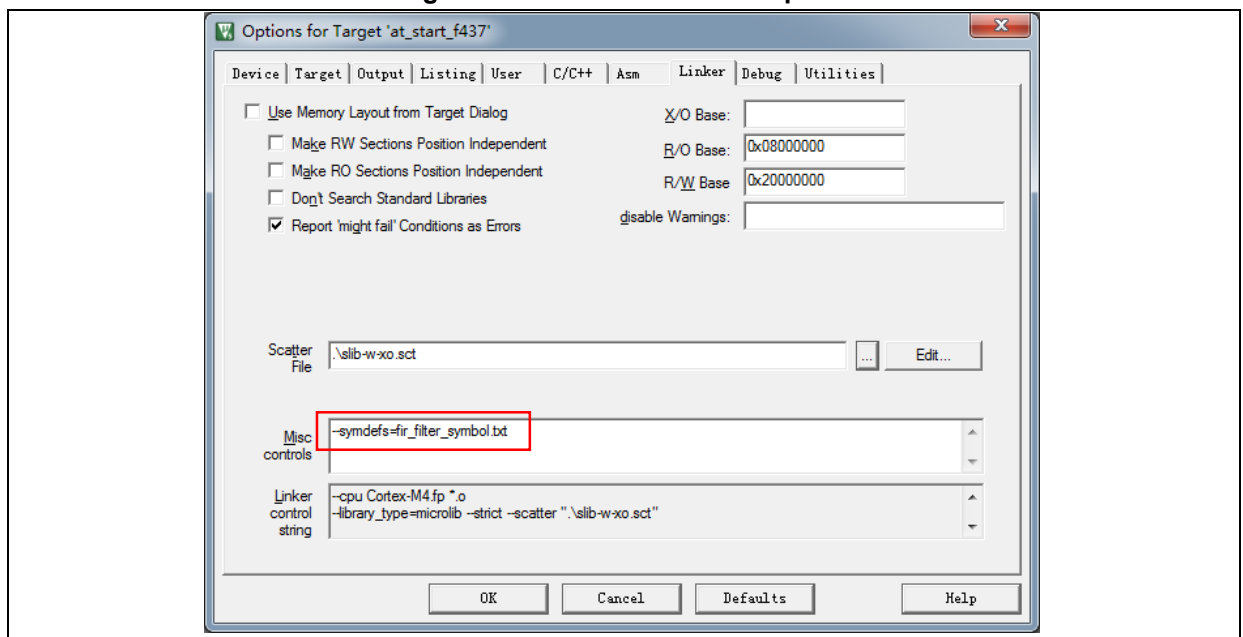 Options for Target 'at_start_f437'
Device Target Output Listing User C/C++ Asm Linker Debug Utilities
Use Memory Layout from Target Dialog
X/O Base:
Make RW Sections Position Independent
R/O Base: 0x08000000
Make RO Sections Position Independent
R/W Base 0x20000000
Don't Search Standard Libraries
disable Warnings:
Report 'might fail' Conditions as Errors
Scatter
File
.\slib-w-xo.sct
...
Edit...
Misc
controls
--symdefs=fir_filter_symbol.txt
Linker
control
string
--cpu Cortex-M4.fp *.o
--library_type=microlib --strict --scatter ".\slib-w-xo.sct"
OK Cancel Defaults Help